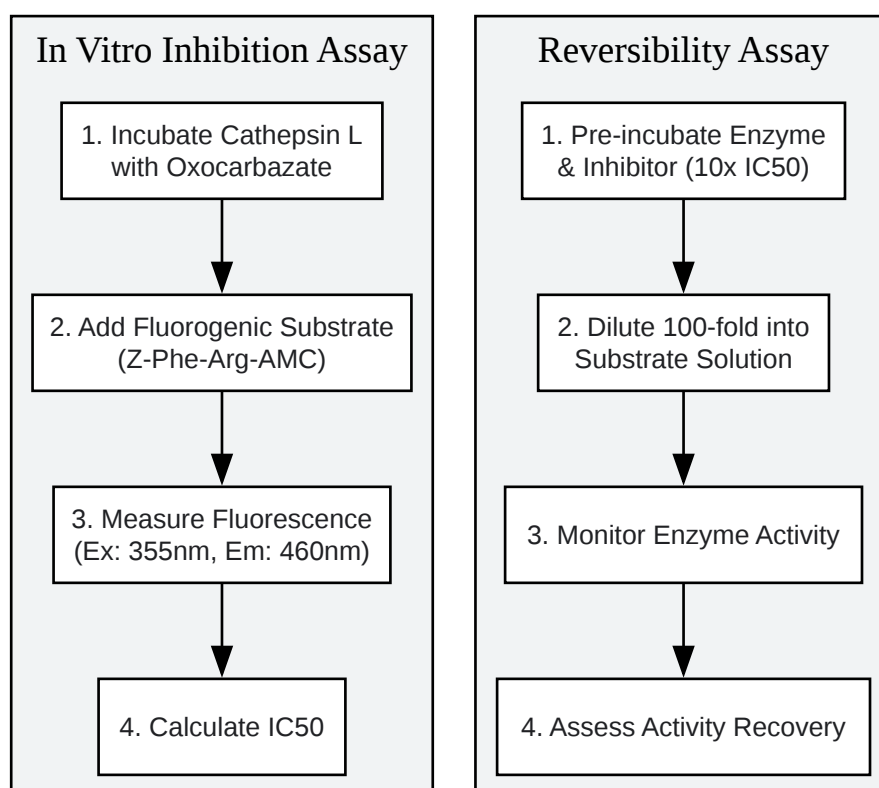 In Vitro Inhibition Assay
1. Incubate Cathepsin L
with Oxocarbazate
2. Add Fluorogenic Substrate
(Z-Phe-Arg-AMC)
3. Measure Fluorescence
(Ex: 355nm, Em: 460nm)
4. Calculate IC50
Reversibility Assay
1. Pre-incubate Enzyme
& Inhibitor (10x IC50)
2. Dilute 100-fold into
Substrate Solution
3. Monitor Enzyme Activity
4. Assess Activity Recovery